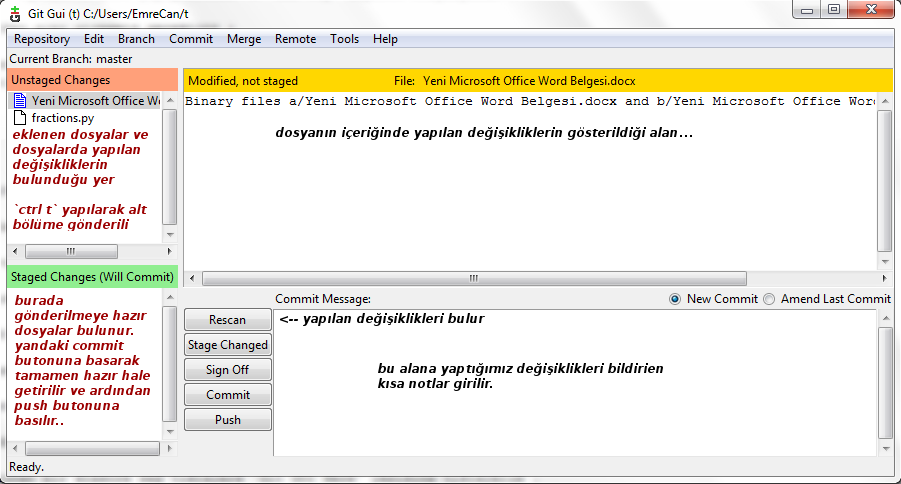 Git Gui (t) C:/Users/EmreCan/t
Repository Edit Branch Commit Merge Remote Tools Help
Current Branch: master
Unstaged Changes
Yeni Microsoft Office Wo
fractions.py
eklenen dosyalar ve
dosyalarda yapılan
değişikliklerin
bulunduğu yer
`ctrl t` yapılarak alt
bölüme gönderili
Modified, not staged File: Yeni Microsoft Office Word Belgesi.docx
Binary files a/Yeni Microsoft Office Word Belgesi.docx and b/Yeni Microsoft Office Wor
dosyanın içeriğinde yapılan değişikliklerin gösterildiği alan...
Staged Changes (Will Commit)
burada
gönderilmeye hazır
dosyalar bulunur.
yandaki commit
butonuna basarak
tamamen hazır hale
getirilir ve ardından
push butonuna
basılır..
Commit Message: New Commit Amend Last Commit
Rescan
Stage Changed
Sign Off
Commit
Push
<-- yapılan değişiklikleri bulur
bu alana yaptığımız değişiklikleri bildirien
kısa notlar girilir.
Ready.